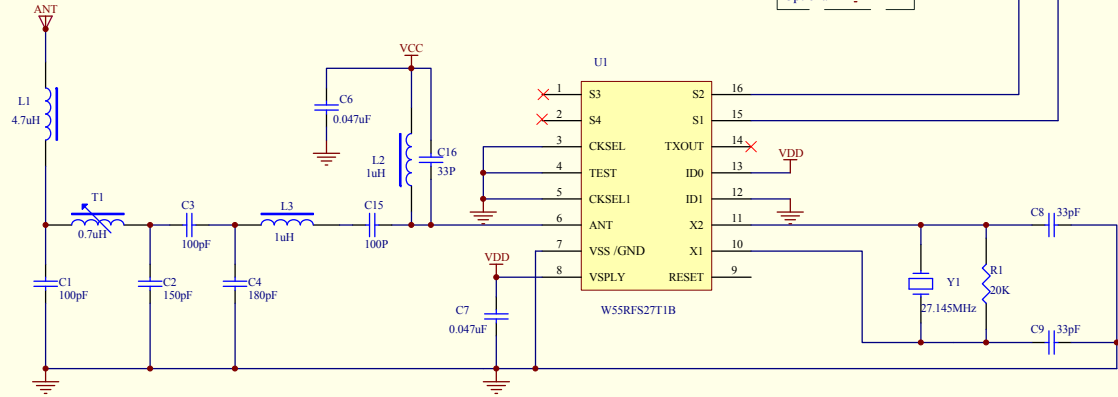 ANT
L1
4.7uH
T1
0.7uH
C1
100pF
C2
150pF
C3
100pF
C4
180pF
L3
1uH
C15
100P
VCC
C6
0.047uF
L2
1uH
C16
33P
VDD
C7
0.047uF
U1
1 S3
2 S4
3 CKSEL
4 TEST
5 CKSEL1
6 ANT
7 VSS /GND
8 VSPLY
S2 16
S1 15
TXOUT 14
ID0 13
ID1 12
X2 11
X1 10
RESET 9
W55RFS27T1B
VDD
Y1
27.145MHz
R1
20K
C8 33pF
C9 33pF